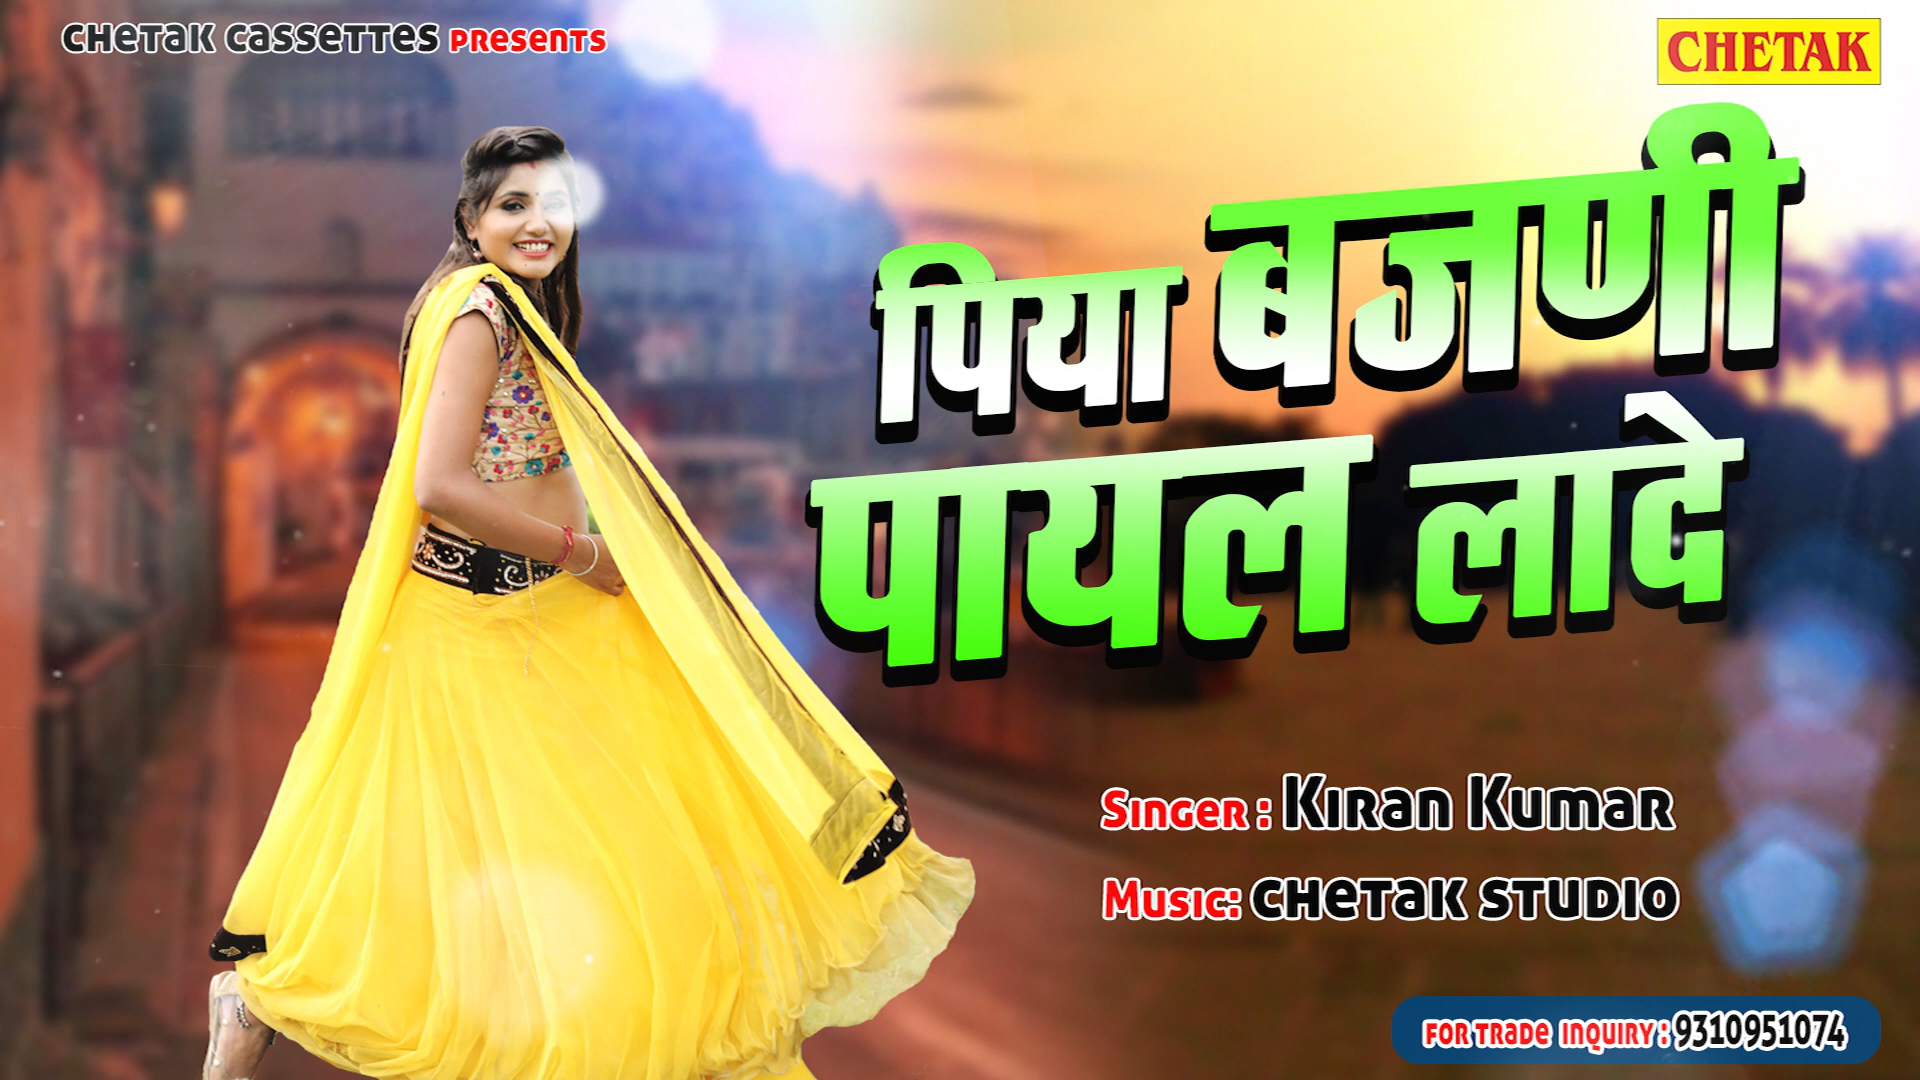 CHETAK CASSETTES PRESENTS
CHETAK
पिया बजणी
पायल लादे
SINGER : KIRAN KUMAR
MUSIC: CHETAK STUDIO
FOR TRADE INQUIRY : 9310951074